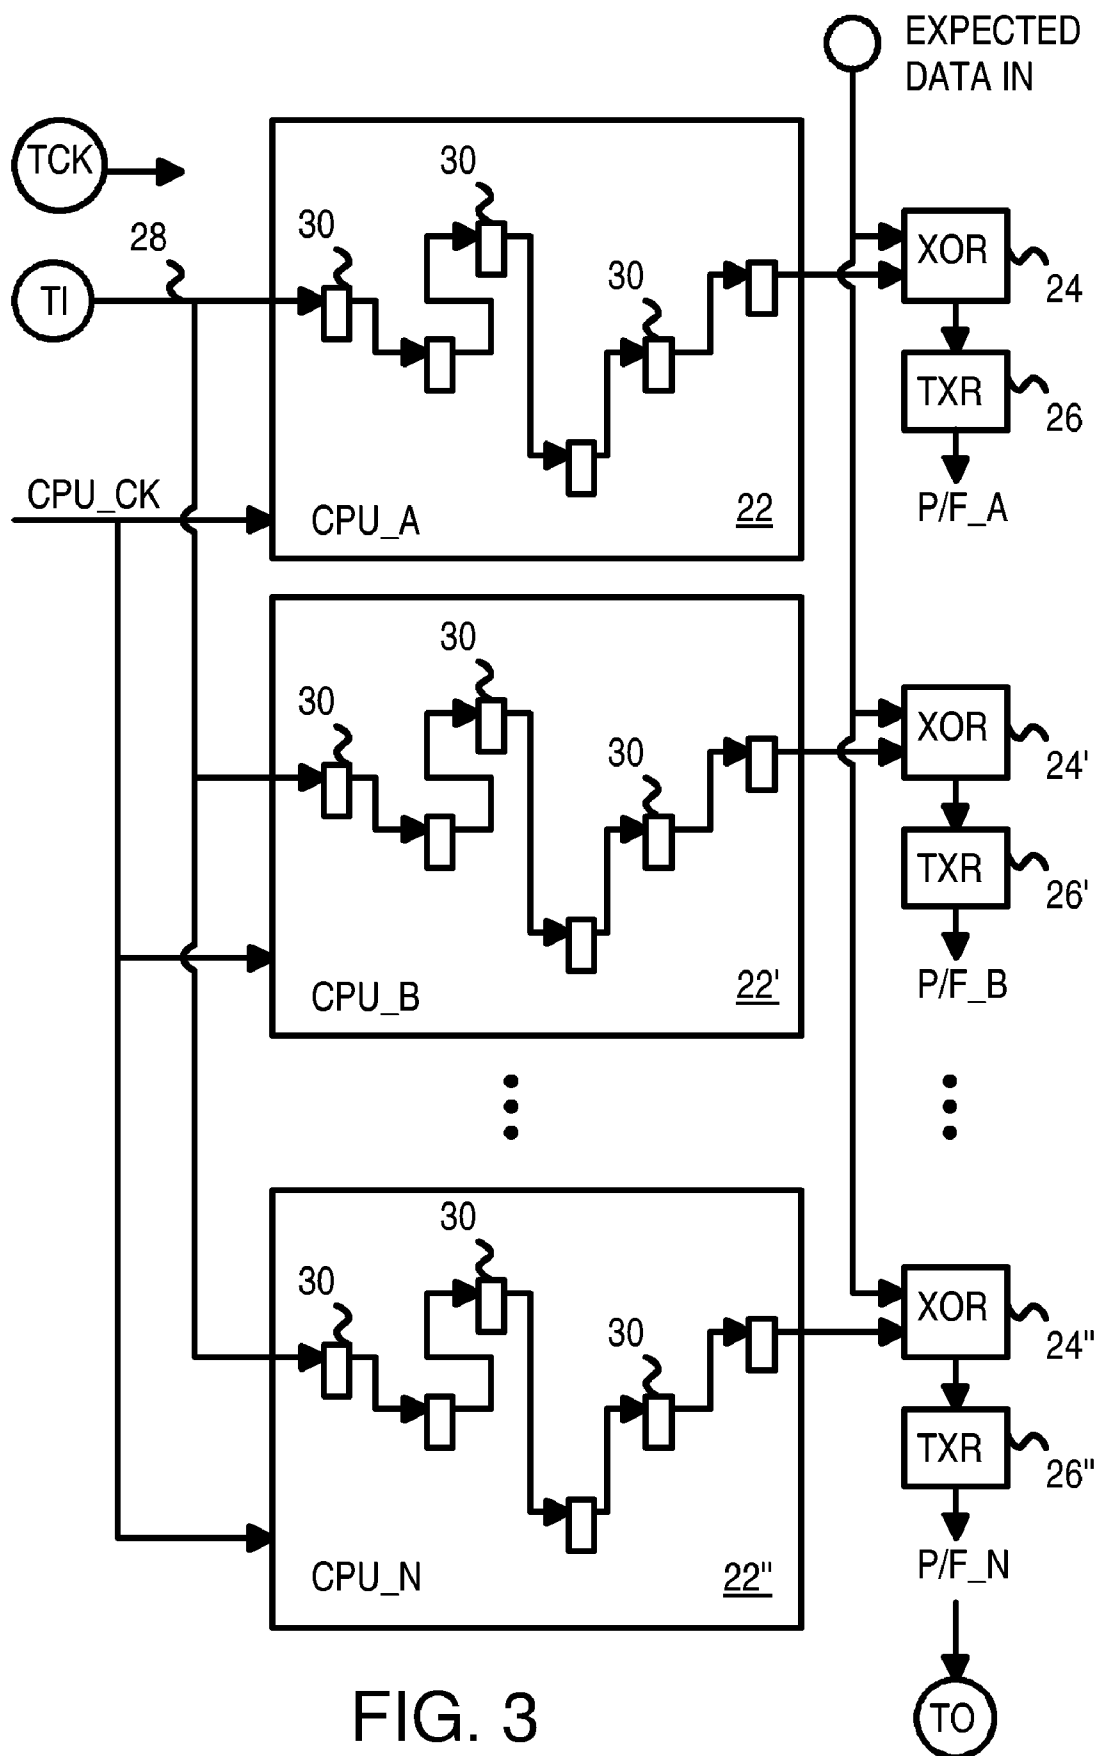 EXPECTED
DATA IN
TCK
30
30
28
XOR
TI
30
24
TXR
26
CPU_CK
P/F_A
CPU_A
22
30
30
XOR
30
24'
TXR
26'
P/F_B
CPU_B
22'
30
30
XOR
30
24"
TXR
26"
P/F_N
CPU_N
22"
FIG. 3
TO